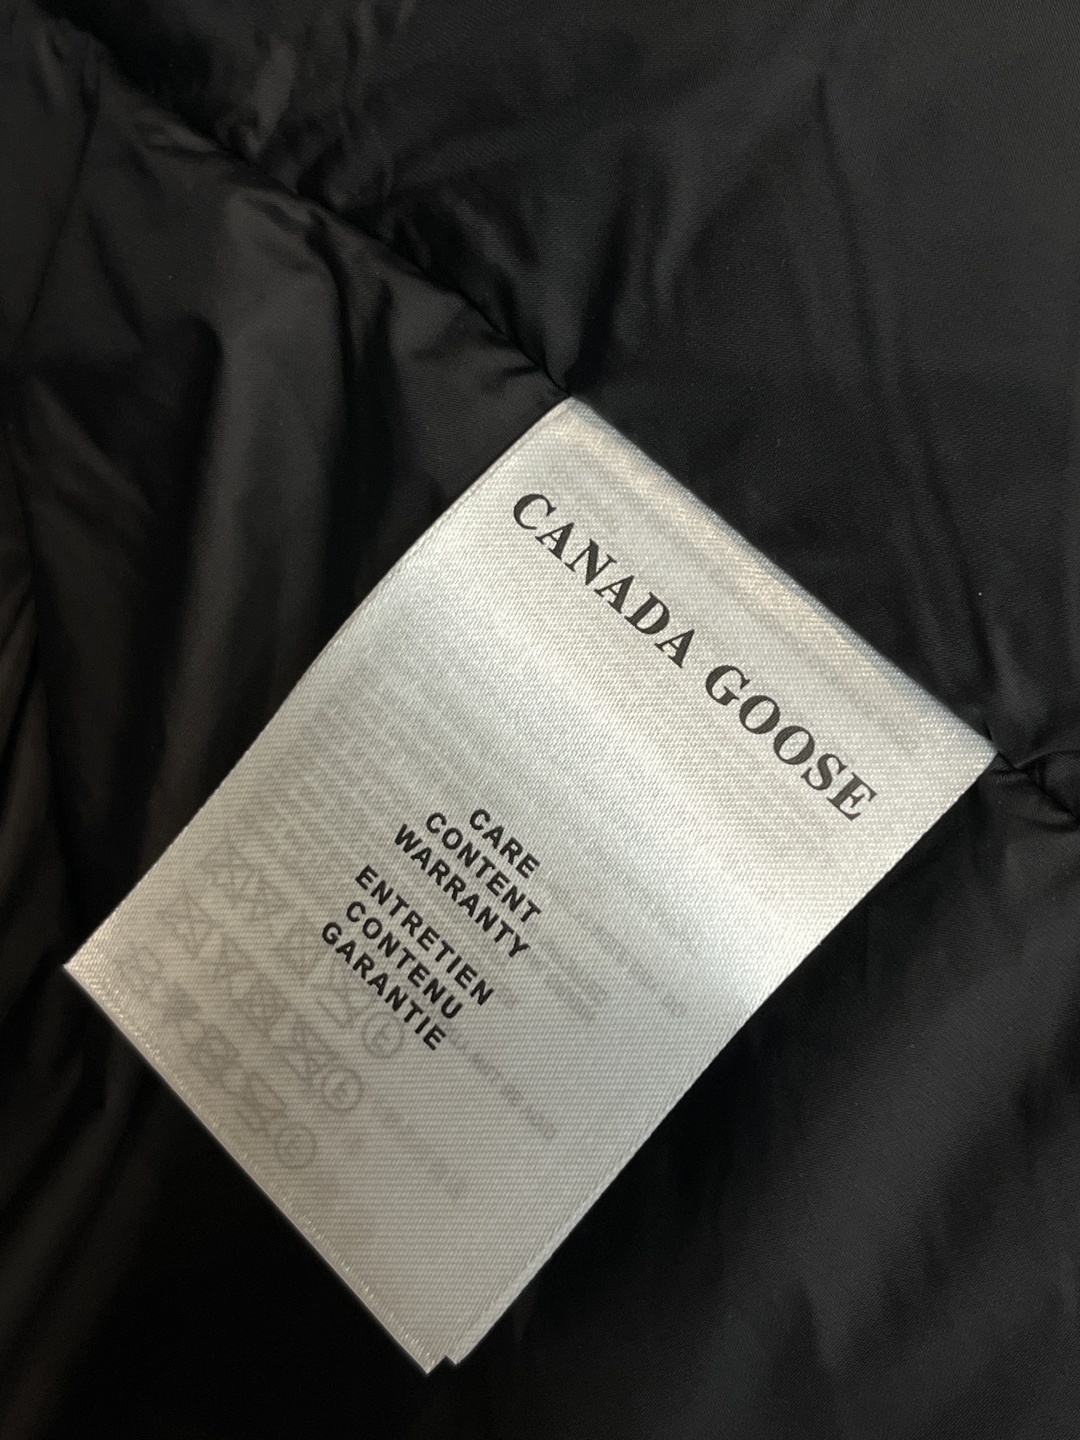 CANADA GOOSE
CARE
CONTENT
WARRANTY
ENTRETIEN
CONTENU
GARANTIE